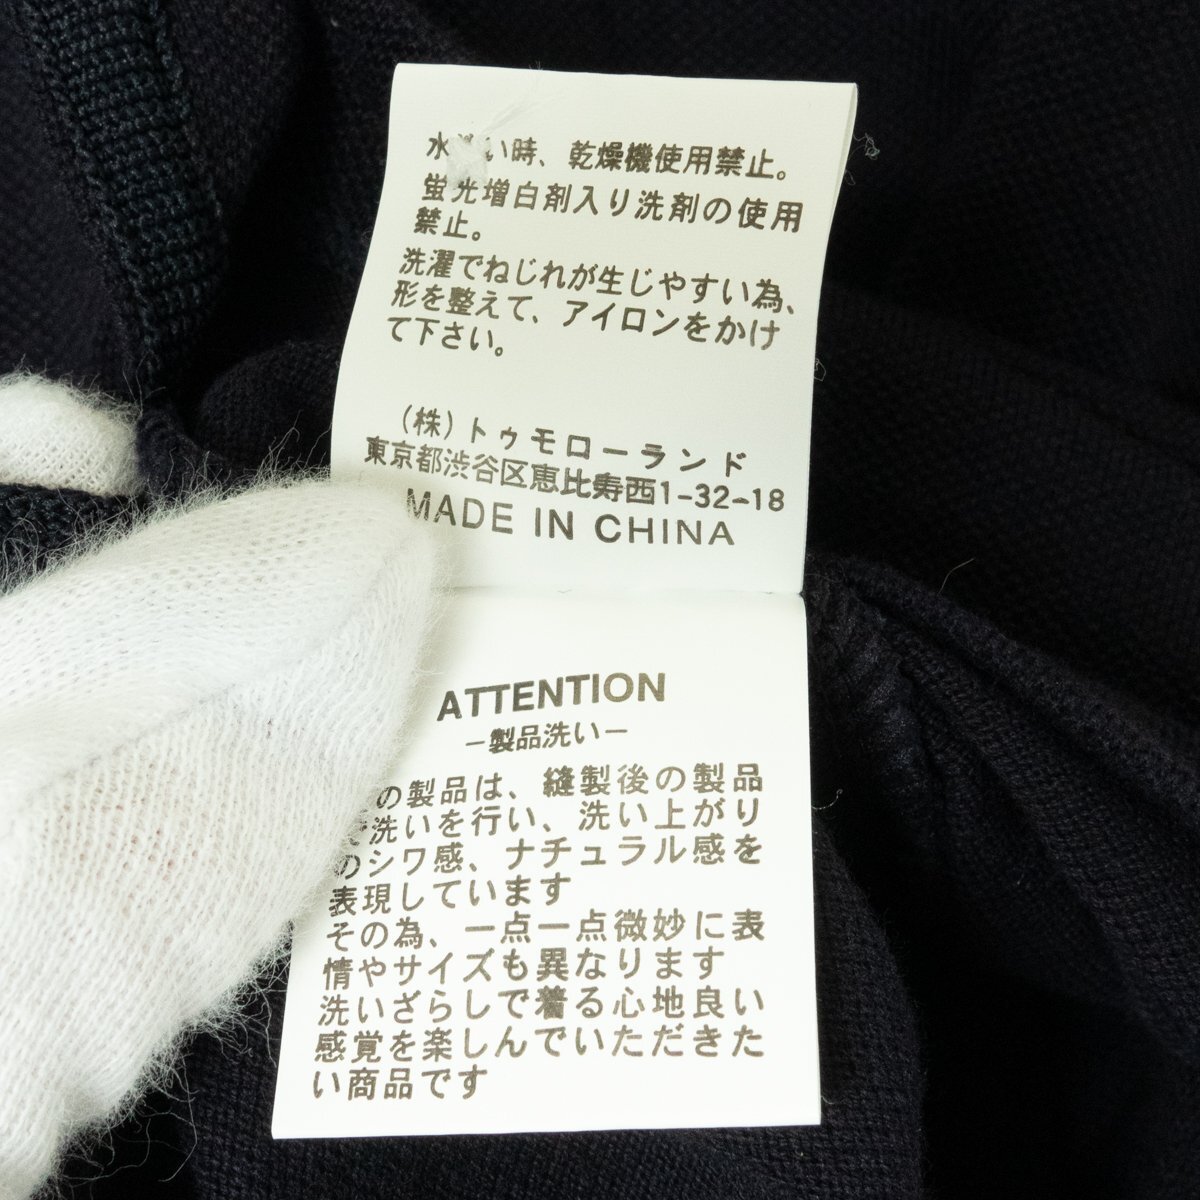 水洗い時、乾燥機使用禁止。
蛍光増白剤入り洗剤の使用
禁止。
洗濯でねじれが生じやすい為、
形を整えて、アイロンをかけ
て下さい。
(株)トゥモローランド
東京都渋谷区恵比寿西1-32-18
MADE IN CHINA
ATTENTION
−製品洗い−
の製品は、縫製後の製品
で洗いを行い、洗い上がり
のシワ感、ナチュラル感を
表現しています
その為、一点一点微妙に表
情やサイズも異なります
洗いざらしで着る心地良い
感覚を楽しんでいただきた
い商品です